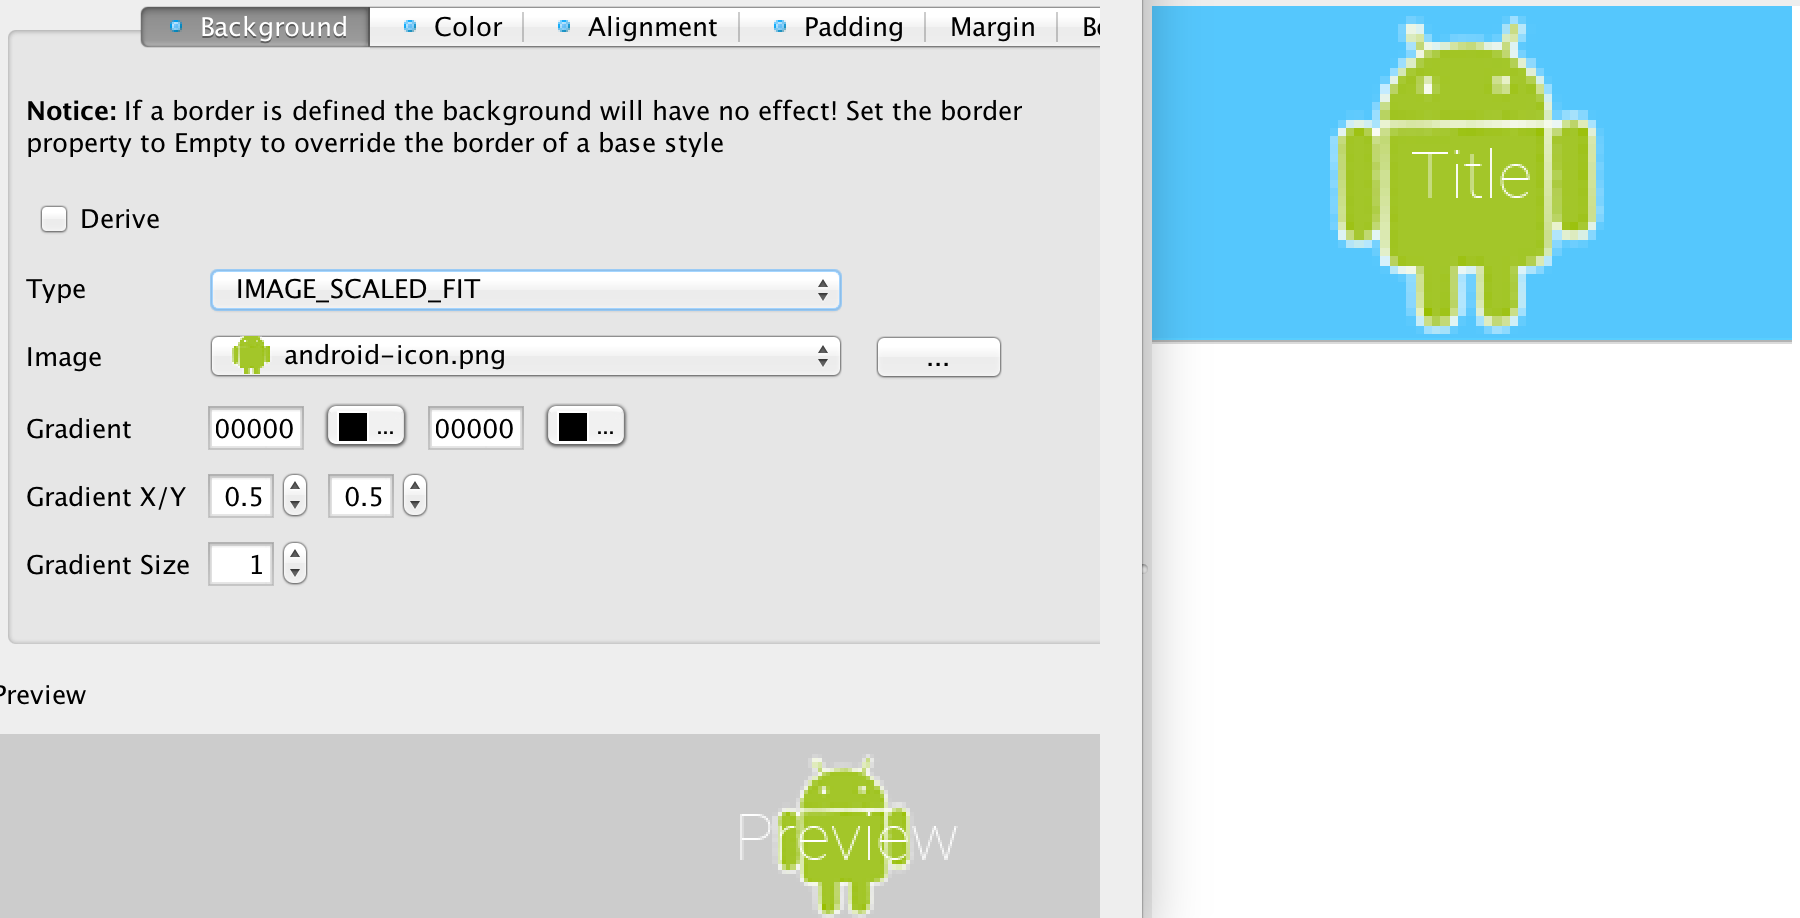 Background Color Alignment Padding Margin
Notice: If a border is defined the background will have no effect! Set the border
property to Empty to override the border of a base style
Derive
Type IMAGE_SCALED_FIT
Image android-icon.png ...
Gradient 00000 ... 00000 ...
Gradient X/Y 0.5 0.5
Gradient Size 1
Preview
Preview
Title